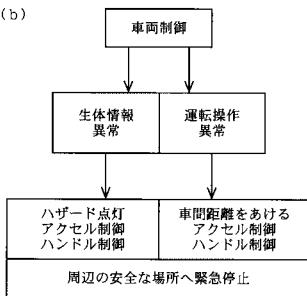 (b)
車両制御
生体情報
異常
運転操作
異常
ハザード点灯
アクセル制御
ハンドル制御
車間距離をあける
アクセル制御
ハンドル制御
周辺の安全な場所へ緊急停止